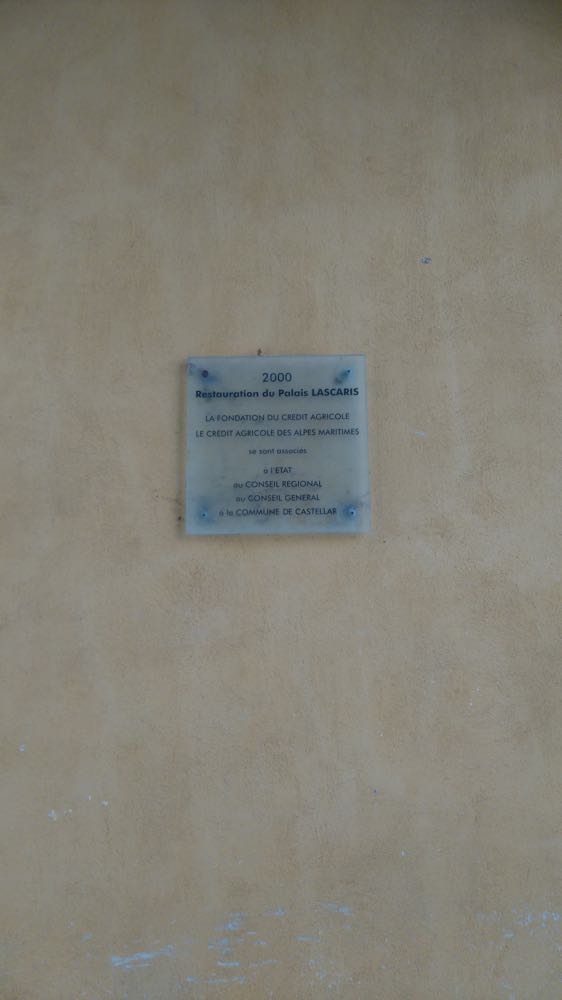 2000
Restauration du Palais LASCARIS
LA FONDATION DU CREDIT AGRICOLE
LE CREDIT AGRICOLE DES ALPES MARITIMES
se sont associés
à l'ETAT
au CONSEIL REGIONAL
au CONSEIL GENERAL
à la COMMUNE DE CASTELLAR